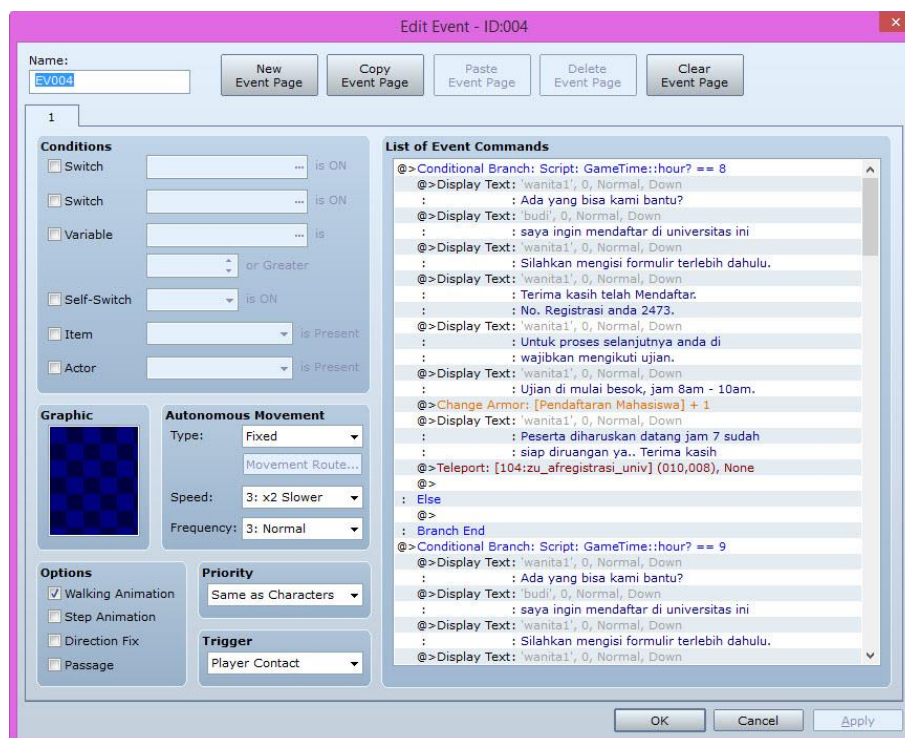 Edit Event - ID:004
Name:
EV004
New Event Page
Copy Event Page
Paste Event Page
Delete Event Page
Clear Event Page
1
Conditions
Switch ... is ON
Switch ... is ON
Variable ... is
or Greater
Self-Switch is ON
Item is Present
Actor is Present
Graphic
Autonomous Movement
Type: Fixed
Movement Route...
Speed: 3: x2 Slower
Frequency: 3: Normal
Options
Walking Animation
Step Animation
Direction Fix
Passage
Priority
Same as Characters
Trigger
Player Contact
List of Event Commands
@>Conditional Branch: Script: GameTime::hour? == 8
@>Display Text: 'wanita1', 0, Normal, Down
: : Ada yang bisa kami bantu?
@>Display Text: 'budi', 0, Normal, Down
: : saya ingin mendaftar di universitas ini
@>Display Text: 'wanita1', 0, Normal, Down
: : Silahkan mengisi formulir terlebih dahulu.
@>Display Text: 'wanita1', 0, Normal, Down
: : Terima kasih telah Mendaftar.
: : No. Registrasi anda 2473.
@>Display Text: 'wanita1', 0, Normal, Down
: : Untuk proses selanjutnya anda di
: : wajibkan mengikuti ujian.
@>Display Text: 'wanita1', 0, Normal, Down
: : Ujian di mulai besok, jam 8am - 10am.
@>Change Armor: [Pendaftaran Mahasiswa] + 1
@>Display Text: 'wanita1', 0, Normal, Down
: : Peserta diharuskan datang jam 7 sudah
: : siap diruangan ya.. Terima kasih
@>Teleport: [104:zu_afregistrasi_univ] (010,008), None
@>
: Else
@>
: Branch End
@>Conditional Branch: Script: GameTime::hour? == 9
@>Display Text: 'wanita1', 0, Normal, Down
: : Ada yang bisa kami bantu?
@>Display Text: 'budi', 0, Normal, Down
: : saya ingin mendaftar di universitas ini
@>Display Text: 'wanita1', 0, Normal, Down
: : Silahkan mengisi formulir terlebih dahulu.
@>Display Text: 'wanita1', 0, Normal, Down
OK
Cancel
Apply